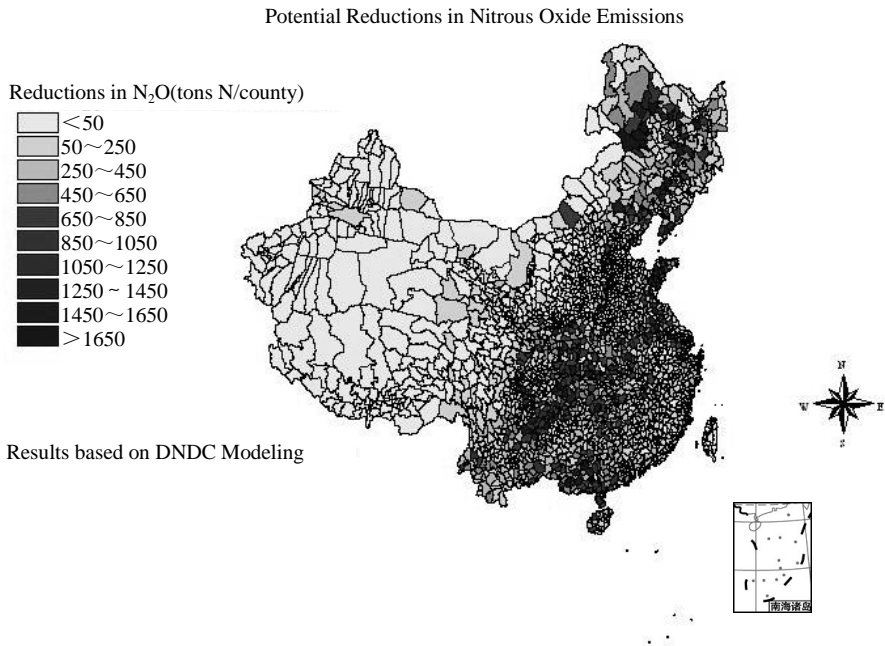 Potential Reductions in Nitrous Oxide Emissions
Reductions in N₂O(tons N/county)
＜50
50～250
250～450
450～650
650～850
850～1050
1050～1250
1250 ~ 1450
1450～1650
＞1650
N
W E
S
Results based on DNDC Modeling
南海诸岛